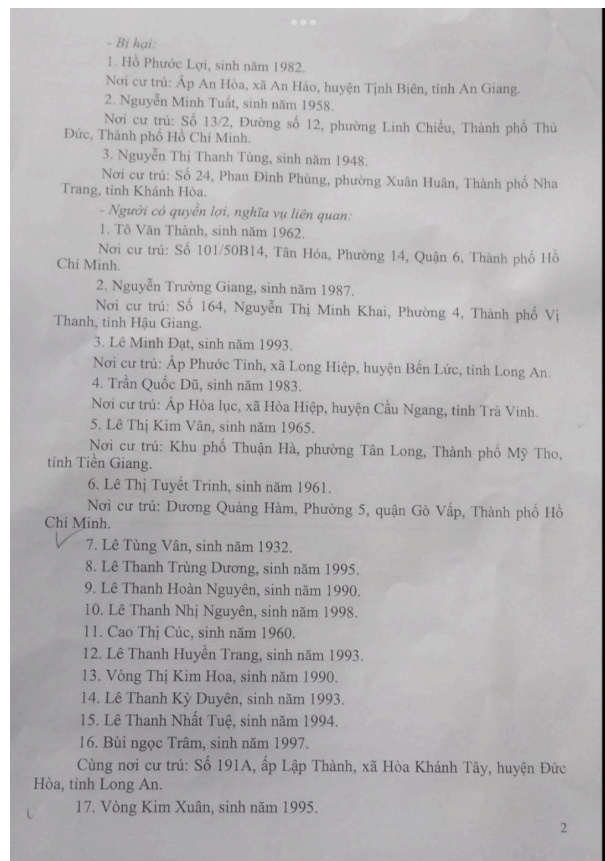 - Bị hại:
1. Hồ Phước Lợi, sinh năm 1982.
Nơi cư trú: Ấp An Hòa, xã An Hảo, huyện Tịnh Biên, tỉnh An Giang.
2. Nguyễn Minh Tuất, sinh năm 1958.
Nơi cư trú: Số 13/2, Đường số 12, phường Linh Chiểu, Thành phố Thủ
Đức, Thành phố Hồ Chí Minh.
3. Nguyễn Thị Thanh Tùng, sinh năm 1948.
Nơi cư trú: Số 24, Phan Đình Phùng, phường Xuân Huân, Thành phố Nha
Trang, tỉnh Khánh Hòa.
- Người có quyền lợi, nghĩa vụ liên quan:
1. Tô Văn Thành, sinh năm 1962.
Nơi cư trú: Số 101/50B14, Tân Hóa, Phường 14, Quận 6, Thành phố Hồ
Chí Minh.
2. Nguyễn Trường Giang, sinh năm 1987.
Nơi cư trú: Số 164, Nguyễn Thị Minh Khai, Phường 4, Thành phố Vị
Thanh, tỉnh Hậu Giang.
3. Lê Minh Đạt, sinh năm 1993.
Nơi cư trú: Ấp Phước Tính, xã Long Hiệp, huyện Bến Lức, tỉnh Long An.
4. Trần Quốc Dũ, sinh năm 1983.
Nơi cư trú: Ấp Hòa lục, xã Hòa Hiệp, huyện Cầu Ngang, tỉnh Trà Vinh.
5. Lê Thị Kim Vân, sinh năm 1965.
Nơi cư trú: Khu phố Thuận Hà, phường Tân Long, Thành phố Mỹ Tho,
tỉnh Tiền Giang.
6. Lê Thị Tuyết Trinh, sinh năm 1961.
Nơi cư trú: Dương Quảng Hàm, Phường 5, quận Gò Vấp, Thành phố Hồ
Chí Minh.
7. Lê Tùng Vân, sinh năm 1932.
8. Lê Thanh Trùng Dương, sinh năm 1995.
9. Lê Thanh Hoàn Nguyên, sinh năm 1990.
10. Lê Thanh Nhị Nguyên, sinh năm 1998.
11. Cao Thị Cúc, sinh năm 1960.
12. Lê Thanh Huyền Trang, sinh năm 1993.
13. Vòng Thị Kim Hoa, sinh năm 1990.
14. Lê Thanh Kỳ Duyên, sinh năm 1993.
15. Lê Thanh Nhất Tuệ, sinh năm 1994.
16. Bùi ngọc Trâm, sinh năm 1997.
Cùng nơi cư trú: Số 191A, ấp Lập Thành, xã Hòa Khánh Tây, huyện Đức
Hòa, tỉnh Long An.
17. Vòng Kim Xuân, sinh năm 1995.
2